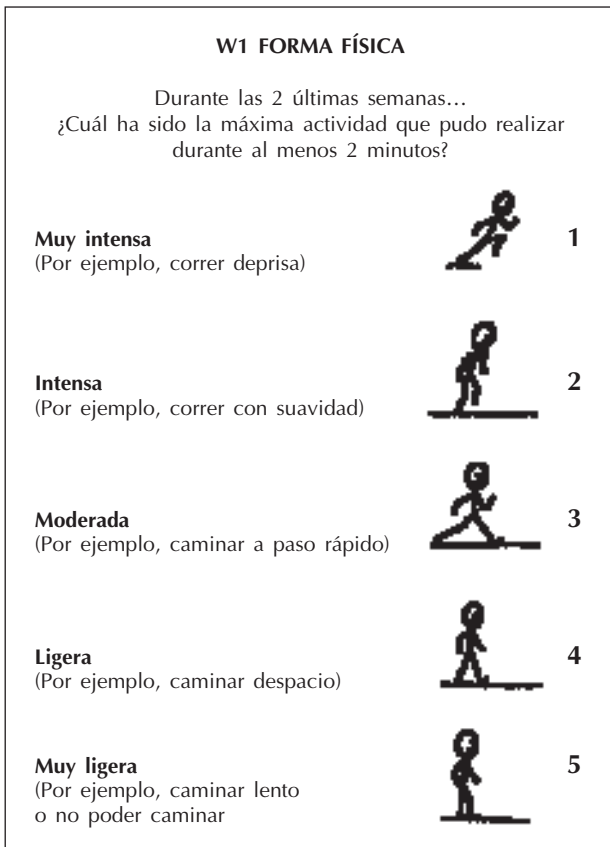 W1 FORMA FÍSICA
Durante las 2 últimas semanas...
¿Cuál ha sido la máxima actividad que pudo realizar
durante al menos 2 minutos?
Muy intensa
(Por ejemplo, correr deprisa)
1
Intensa
(Por ejemplo, correr con suavidad)
2
Moderada
(Por ejemplo, caminar a paso rápido)
3
Ligera
(Por ejemplo, caminar despacio)
4
Muy ligera
(Por ejemplo, caminar lento
o no poder caminar
5